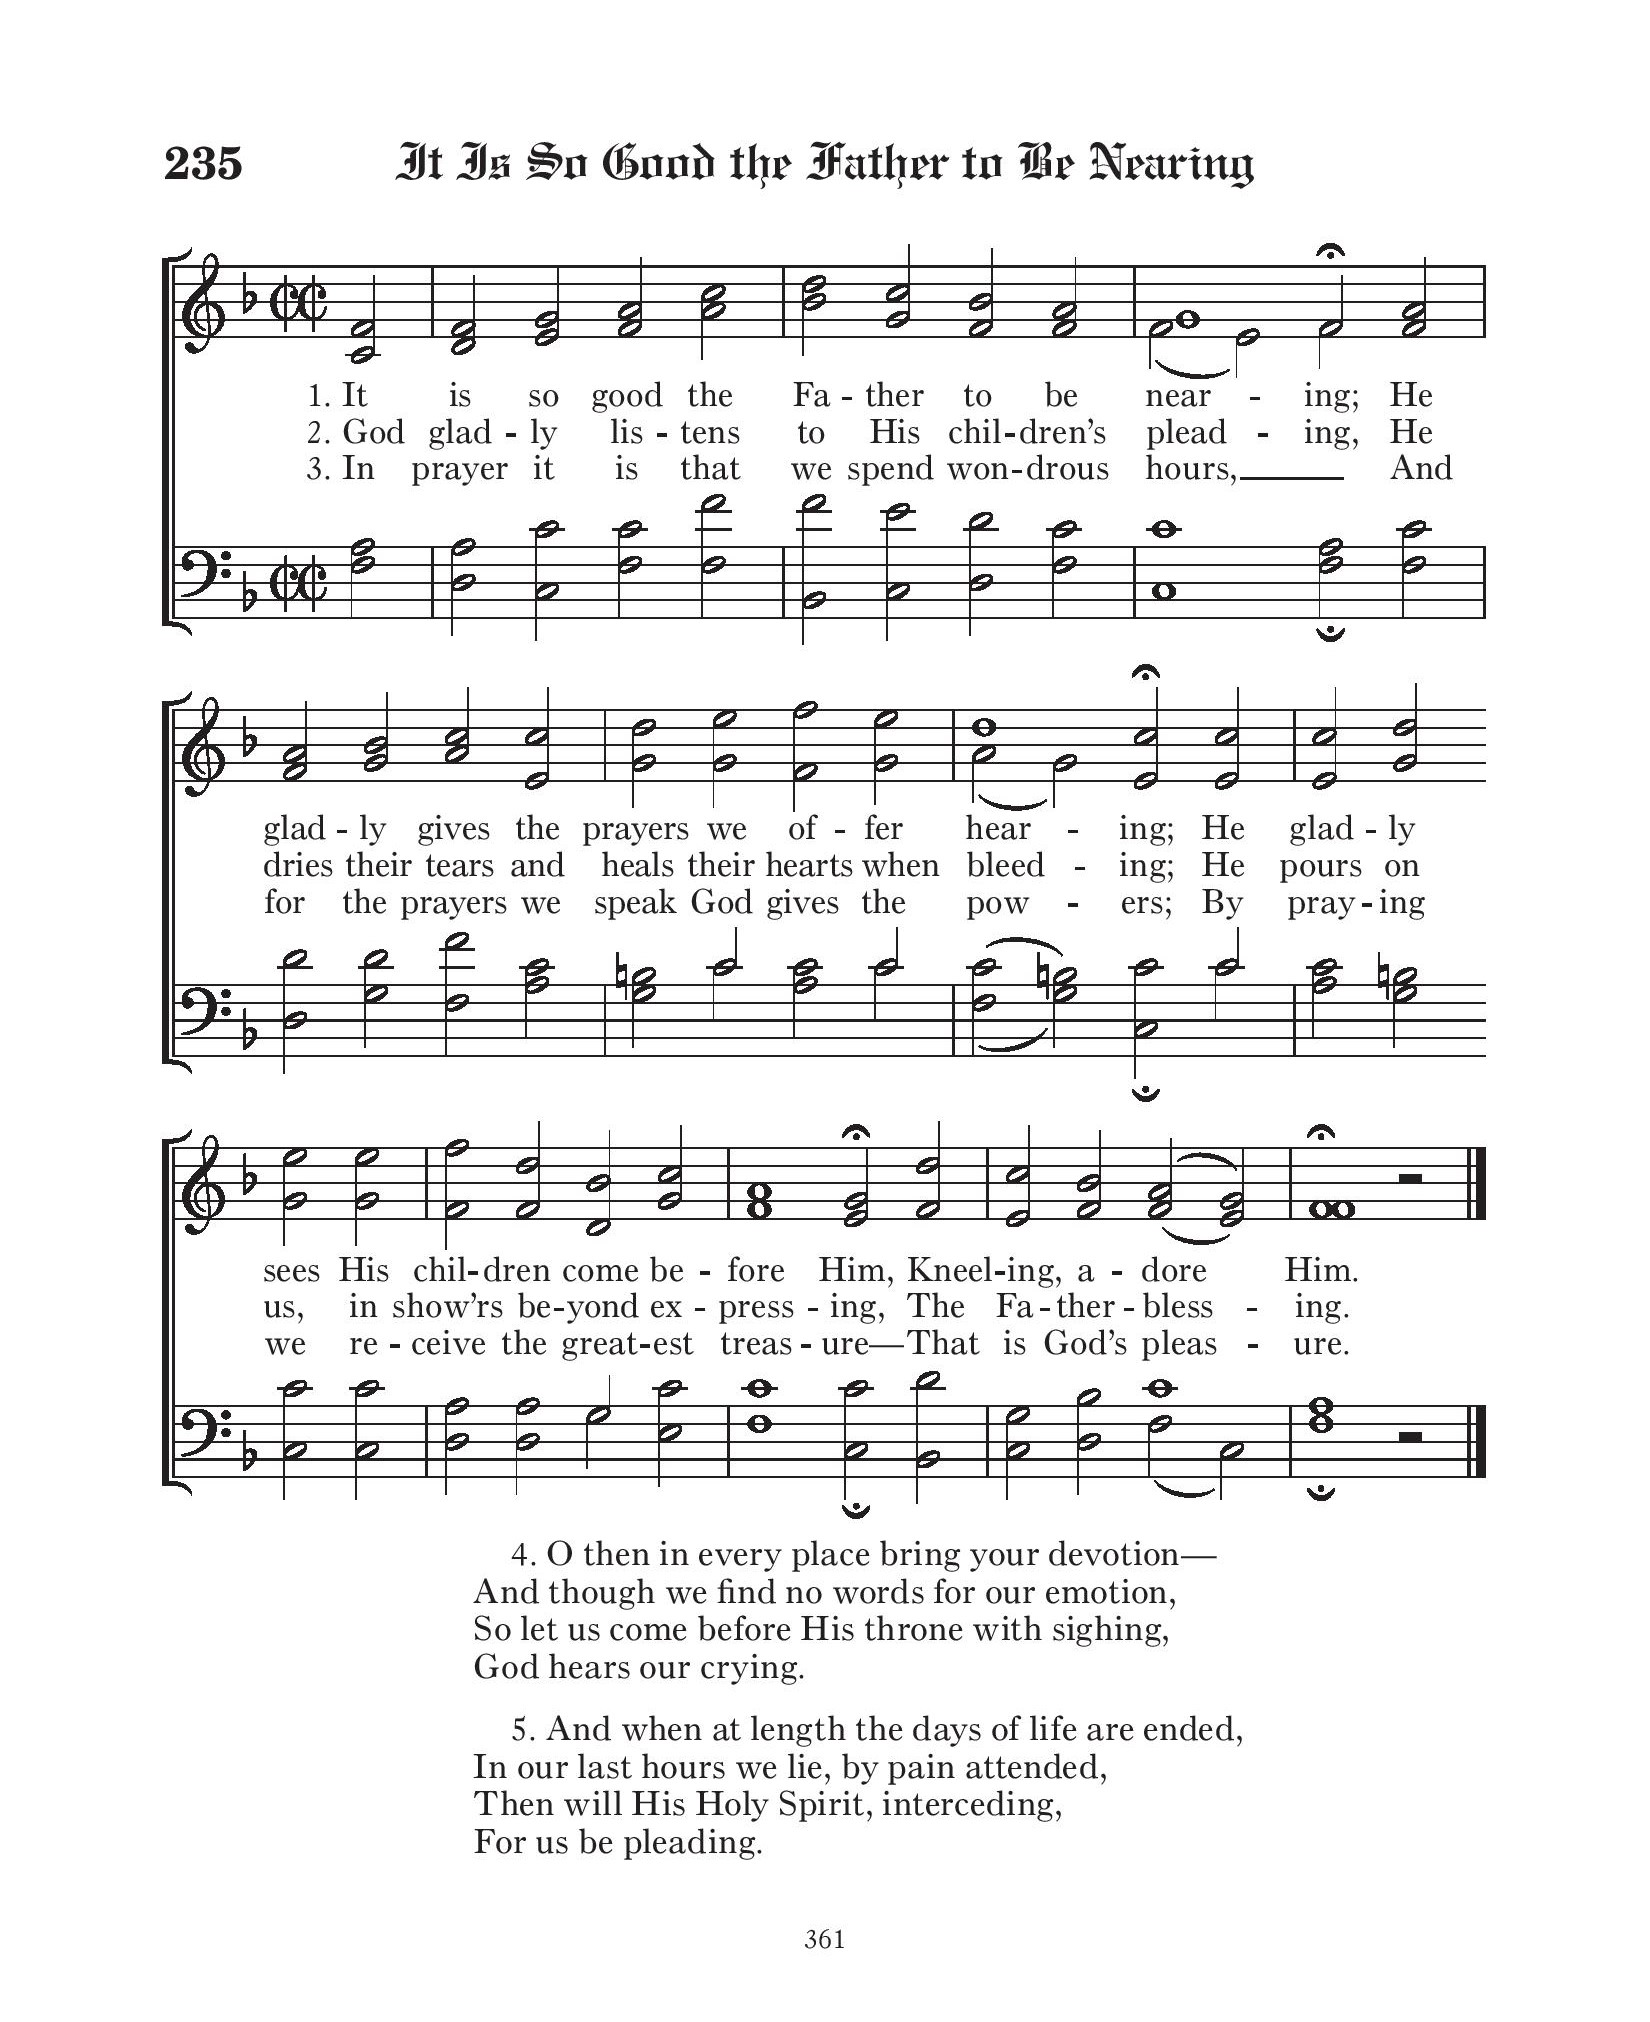 235 It Is So Good the Father to Be Nearing
1. It is so good the Fa - ther to be near - ing; He
2. God glad - ly lis - tens to His chil - dren's plead - ing, He
3. In prayer it is that we spend won - drous hours, And
glad - ly gives the prayers we of - fer hear - ing; He glad - ly
dries their tears and heals their hearts when bleed - ing; He pours on
for the prayers we speak God gives the pow - ers; By pray - ing
sees His chil - dren come be - fore Him, Kneel - ing, a - dore Him.
us, in show'rs be - yond ex - press - ing, The Fa - ther - bless - ing.
we re - ceive the great - est treas - ure—That is God's pleas - ure.
4. O then in every place bring your devotion—
And though we find no words for our emotion,
So let us come before His throne with sighing,
God hears our crying.
5. And when at length the days of life are ended,
In our last hours we lie, by pain attended,
Then will His Holy Spirit, interceding,
For us be pleading.
361